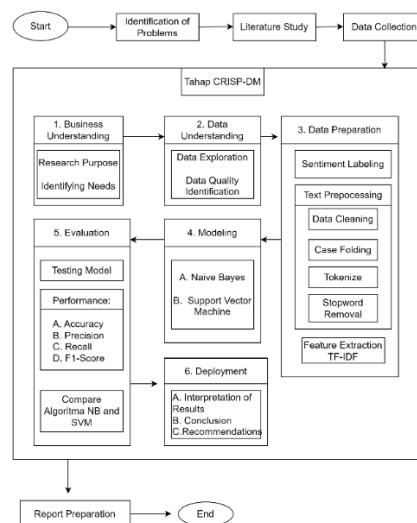 Start
Identification of
Problems
Literature Study
Data Collection
Tahap CRISP-DM
1. Business
Understanding
Research Purpose
Identifying Needs
2. Data
Understanding
Data Exploration
Data Quality
Identification
3. Data Preparation
Sentiment Labeling
Text Prepocessing
Data Cleaning
Case Folding
Tokenize
Stopword
Removal
Feature Extraction
TF-IDF
4. Modeling
A. Naive Bayes
B. Support Vector
Machine
5. Evaluation
Testing Model
Performance:
A. Accuracy
B. Precision
C. Recall
D. F1-Score
Compare
Algoritma NB and
SVM
6. Deployment
A. Interpretation of
Results
B. Conclusion
C.Recommendations
Report Preparation
End